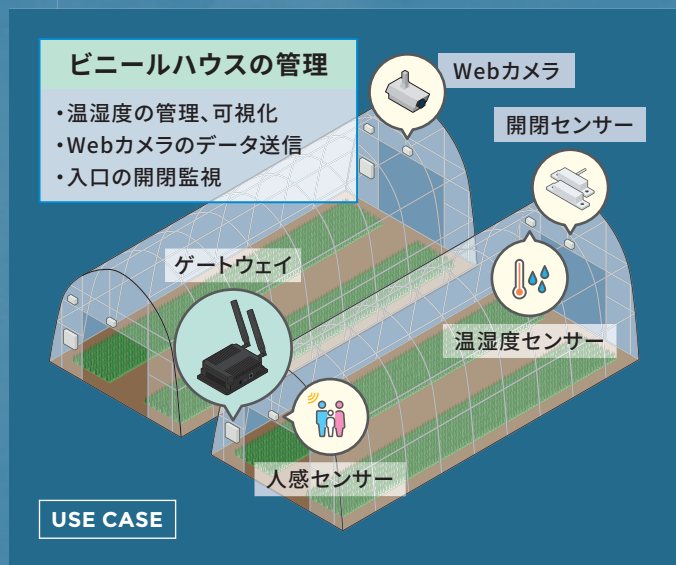 ビニールハウスの管理
・温湿度の管理、可視化
・Webカメラのデータ送信
・入口の開閉監視
Webカメラ
開閉センサー
ゲートウェイ
温湿度センサー
人感センサー
USE CASE